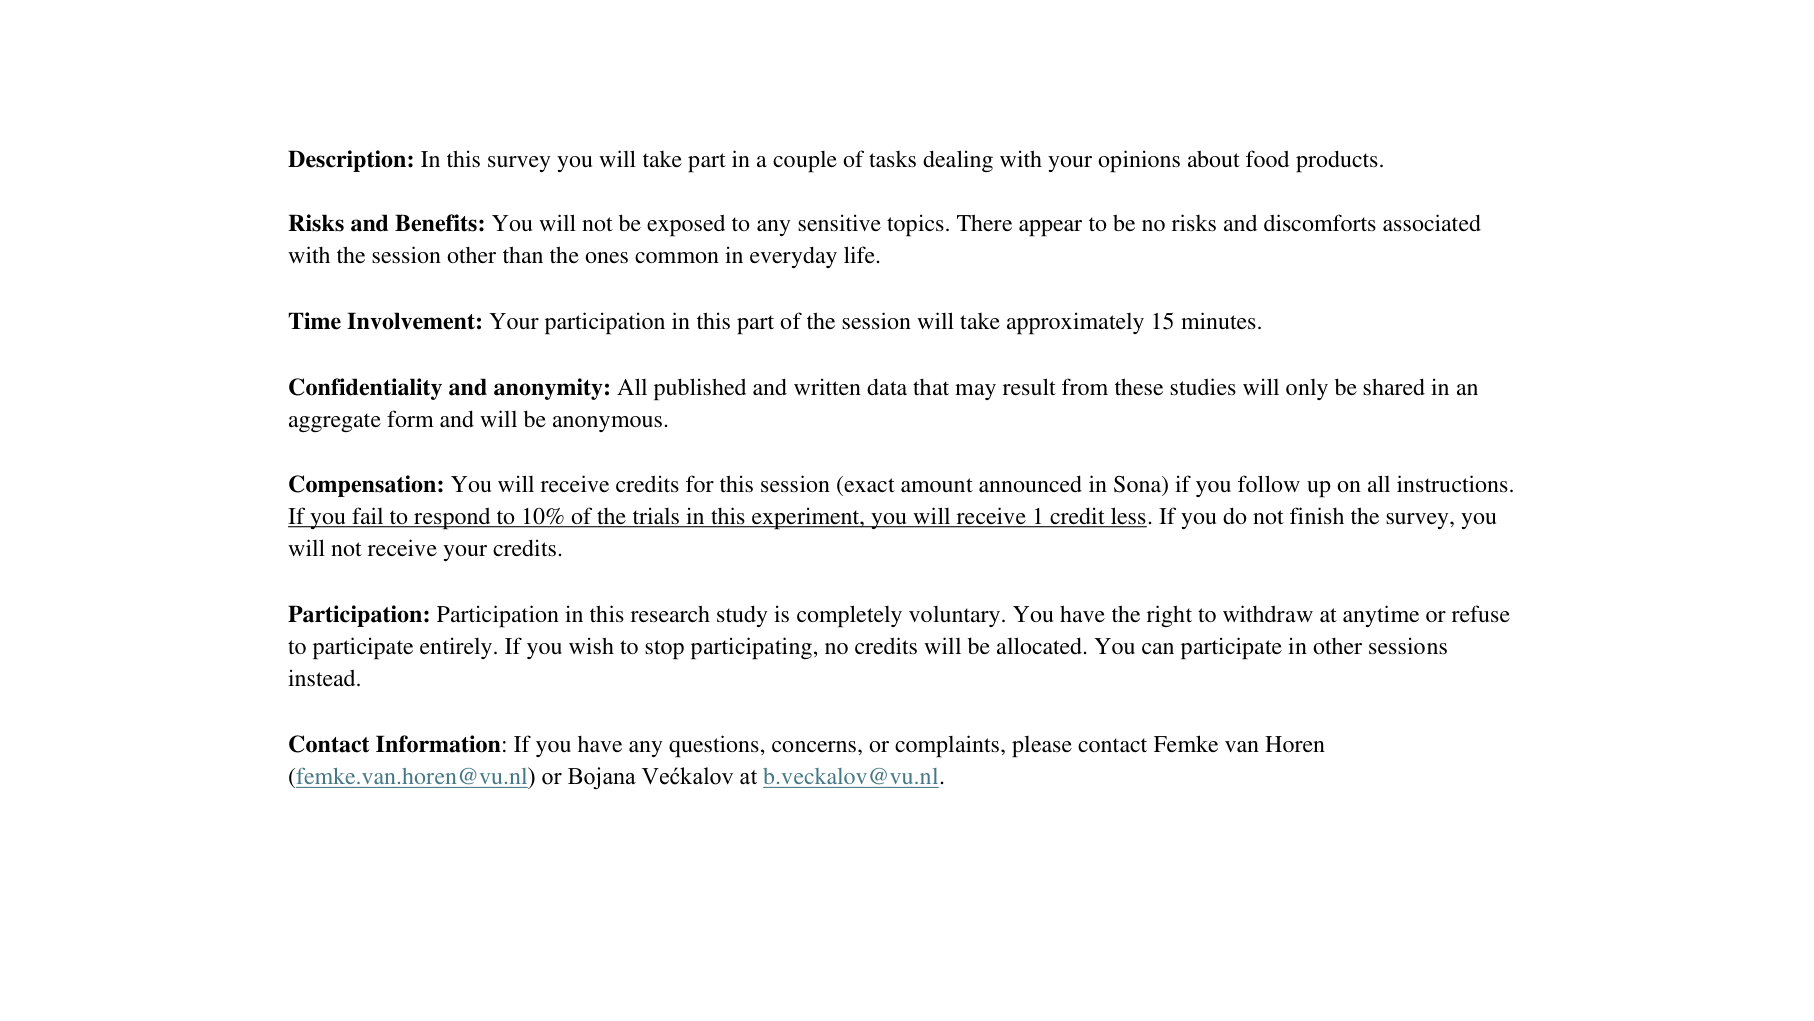 Description: In this survey you will take part in a couple of tasks dealing with your opinions about food products.
Risks and Benefits: You will not be exposed to any sensitive topics. There appear to be no risks and discomforts associated
with the session other than the ones common in everyday life.
Time Involvement: Your participation in this part of the session will take approximately 15 minutes.
Confidentiality and anonymity: All published and written data that may result from these studies will only be shared in an
aggregate form and will be anonymous.
Compensation: You will receive credits for this session (exact amount announced in Sona) if you follow up on all instructions.
If you fail to respond to 10% of the trials in this experiment, you will receive 1 credit less. If you do not finish the survey, you
will not receive your credits.
Participation: Participation in this research study is completely voluntary. You have the right to withdraw at anytime or refuse
to participate entirely. If you wish to stop participating, no credits will be allocated. You can participate in other sessions
instead.
Contact Information: If you have any questions, concerns, or complaints, please contact Femke van Horen
(femke.van.horen@vu.nl) or Bojana Većkalov at b.veckalov@vu.nl.